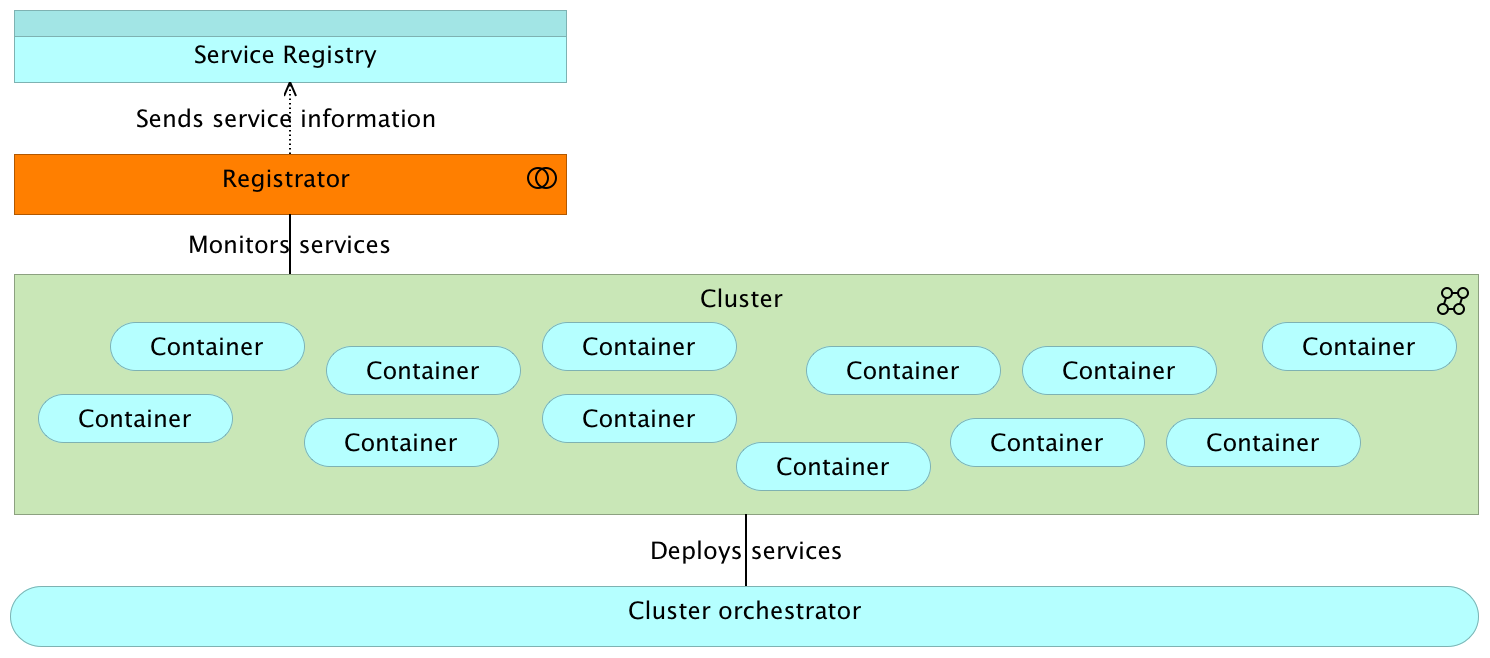 Service Registry
Sends service information
Registrator
Monitors services
Cluster
Container
Container
Container
Container
Container
Container
Container
Container
Container
Container
Container
Container
Deploys services
Cluster orchestrator